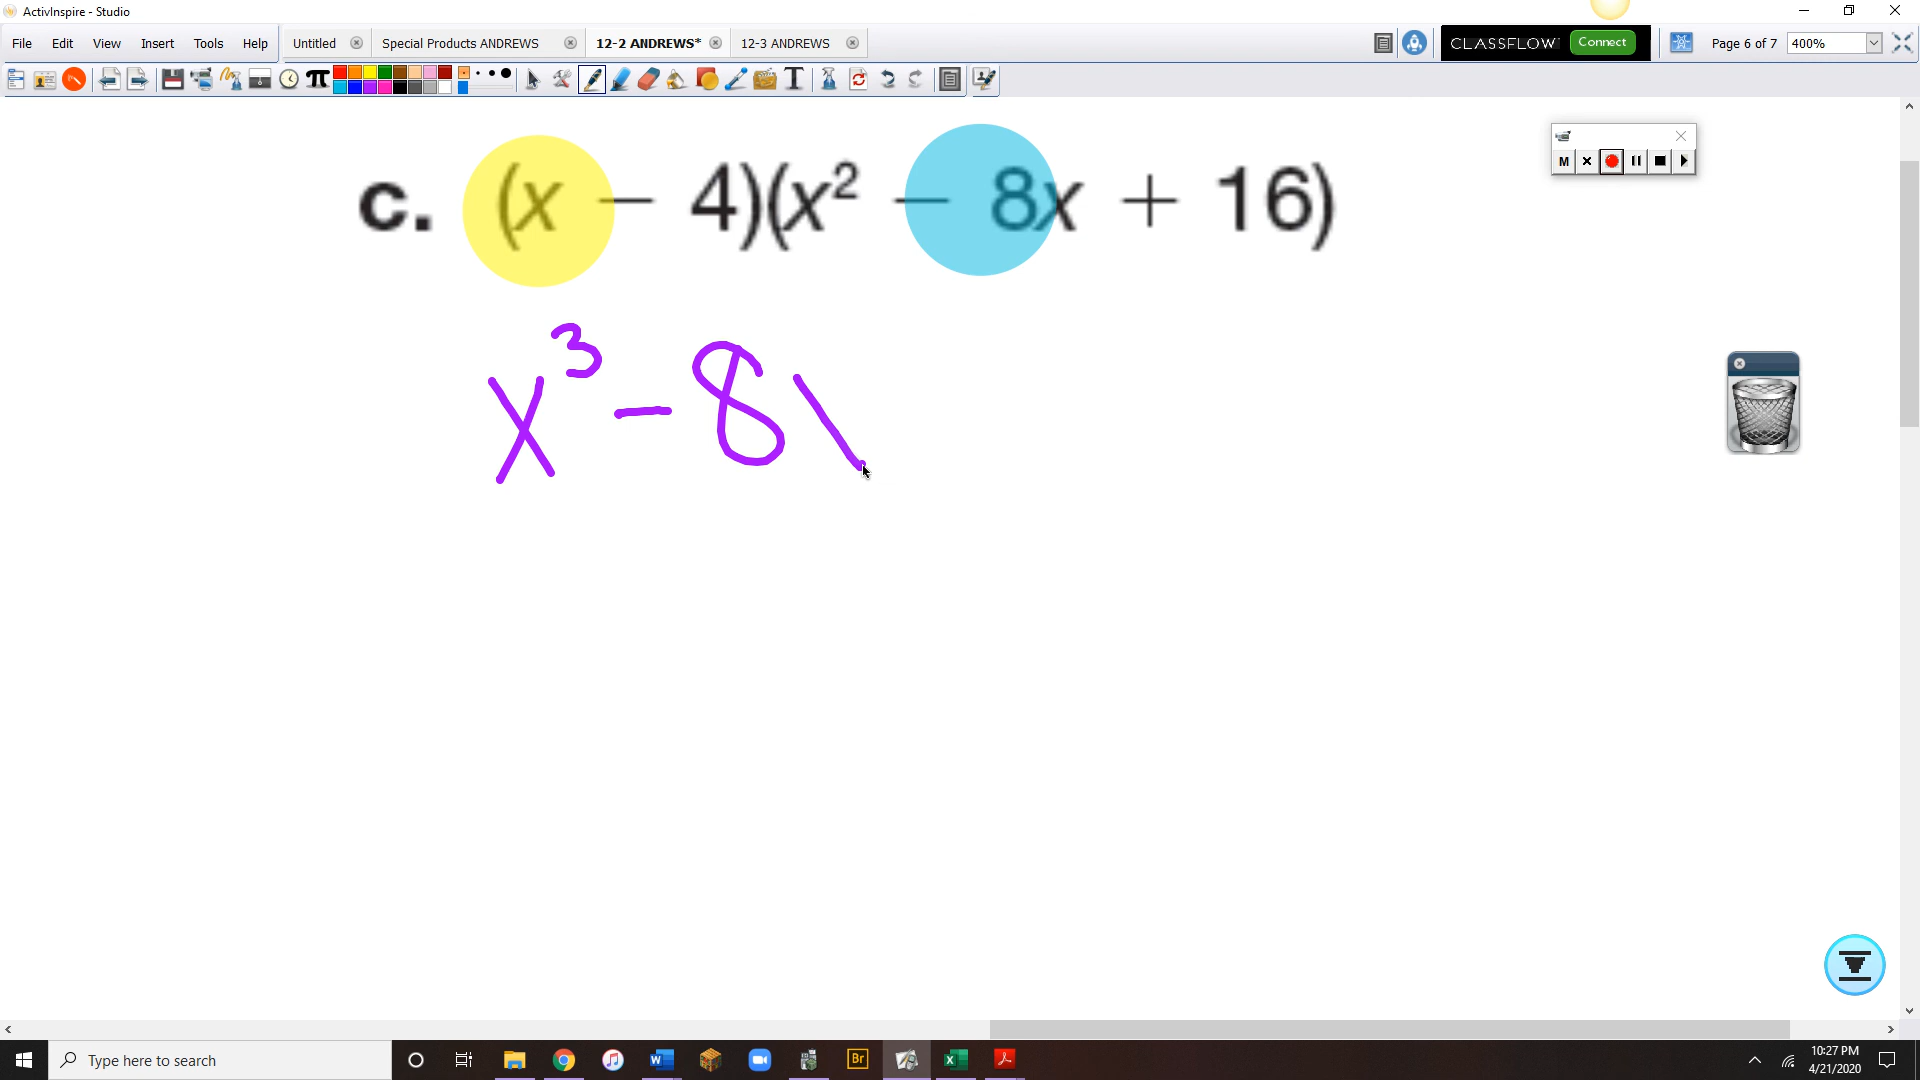 ActivInspire - Studio
File Edit View Insert Tools Help Untitled Special Products ANDREWS 12-2 ANDREWS* 12-3 ANDREWS CLASSFLOW Connect Page 6 of 7 400%
c. (x − 4)(x² − 8x + 16)
M
x³ − 8\
Type here to search
W Br
10:27 PM
4/21/2020